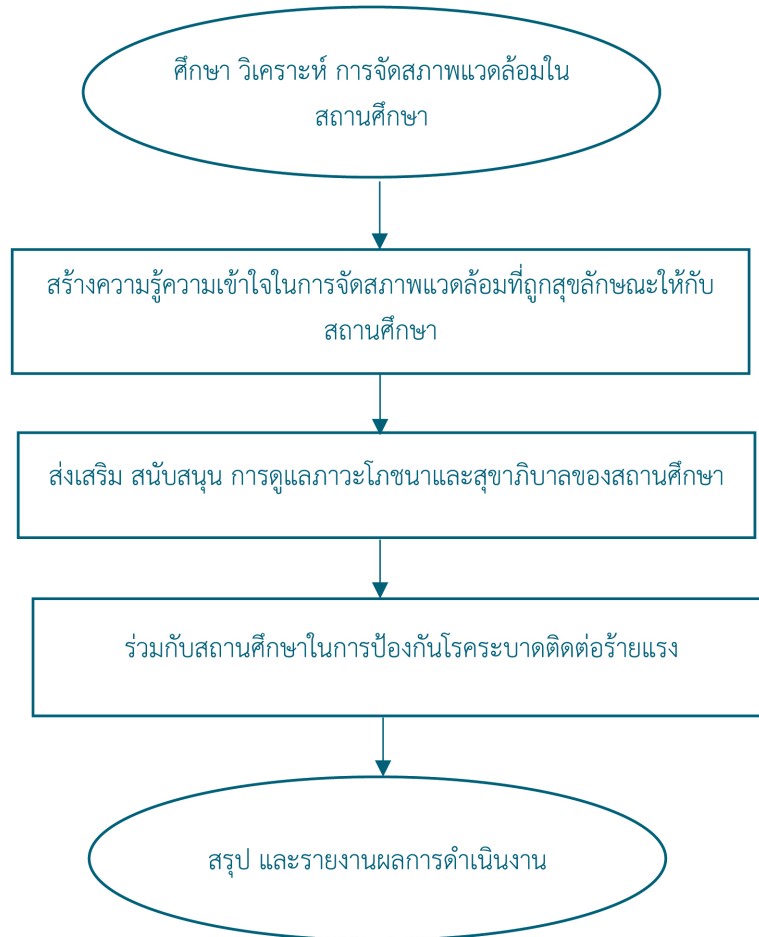 ศึกษา วิเคราะห์ การจัดสภาพแวดล้อมใน
สถานศึกษา
สร้างความรู้ความเข้าใจในการจัดสภาพแวดล้อมที่ถูกสุขลักษณะให้กับ
สถานศึกษา
ส่งเสริม สนับสนุน การดูแลภาวะโภชนาและสุขาภิบาลของสถานศึกษา
ร่วมกับสถานศึกษาในการป้องกันโรคระบาดติดต่อร้ายแรง
สรุป และรายงานผลการดำเนินงาน